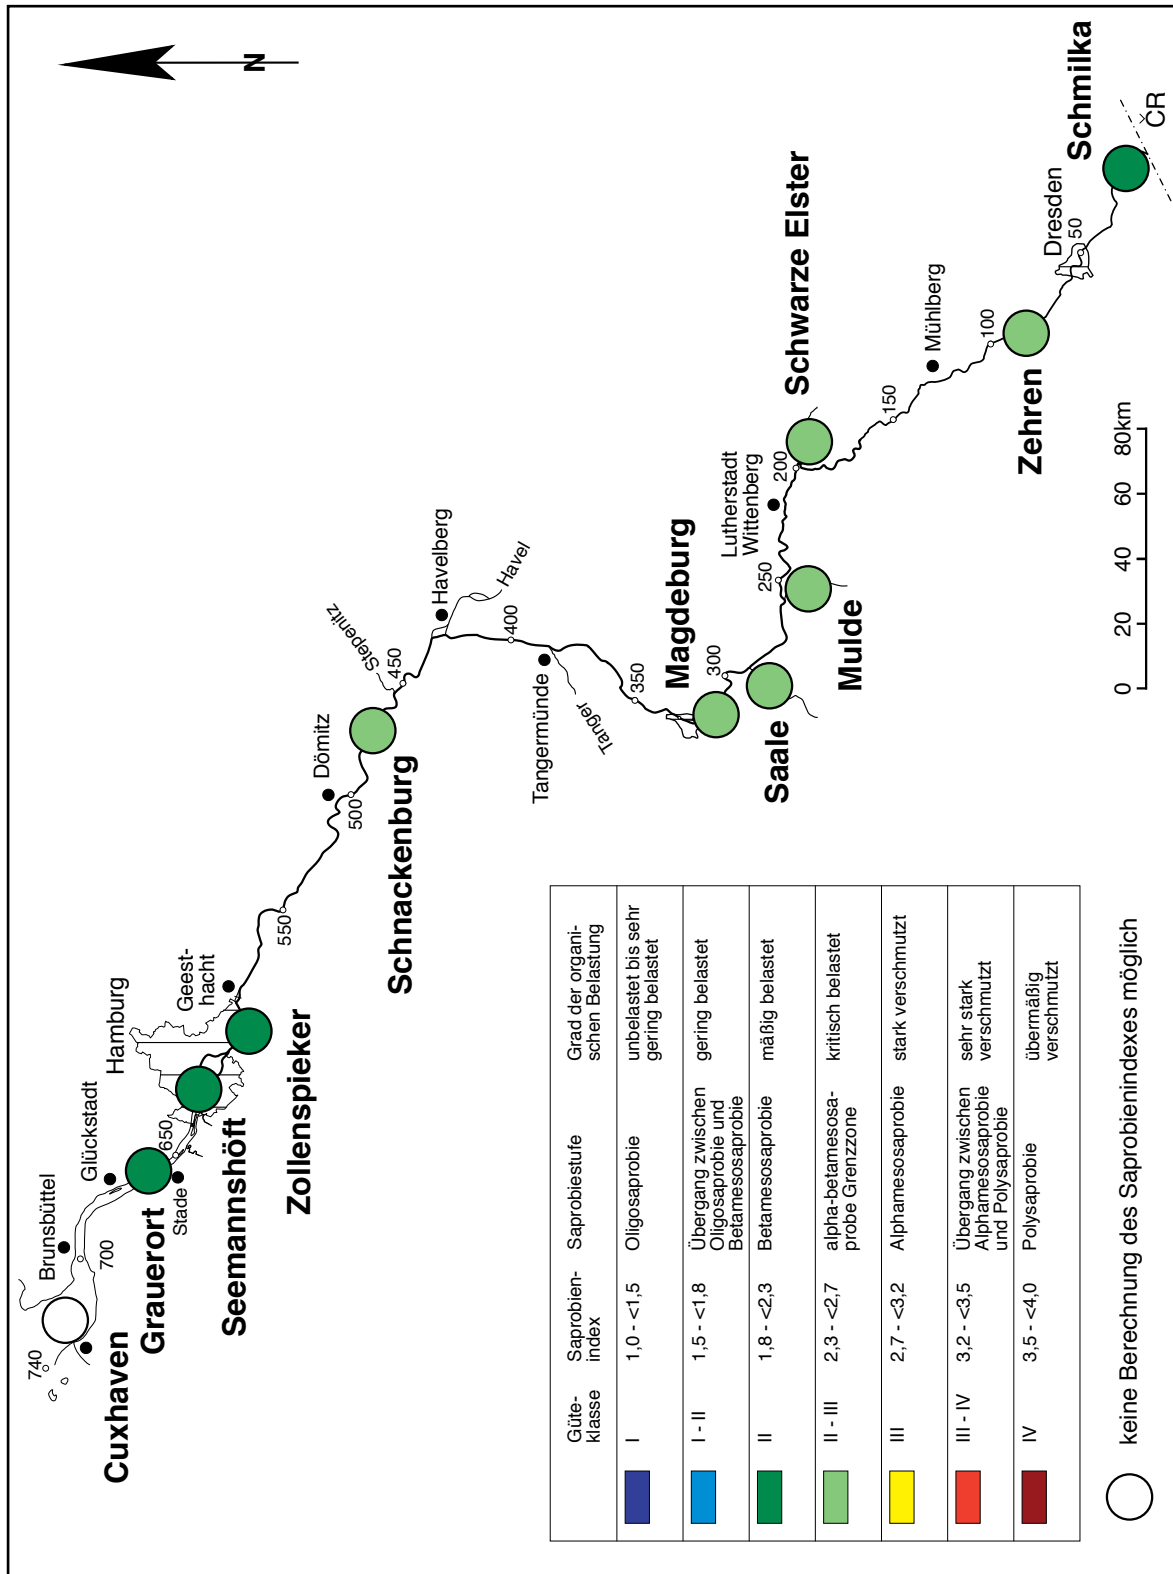 N
740
Cuxhaven
Brunsbüttel
700
Glückstadt
Grauerort
Stade
650
Hamburg
Seemannshöft
Geest-
hacht
Zollenspieker
550
Dömitz
500
Schnackenburg
Stepenitz
450
Havelberg
Havel
400
Tangermünde
Tanger
350
Magdeburg
300
Saale
Mulde
250
Lutherstadt
Wittenberg
200
Schwarze Elster
150
Mühlberg
100
Zehren
Dresden
50
Schmilka
CR
0 20 40 60 80km
Güte-
klasse
Saprobien-
index
Saprobiestufe
Grad der organi-
schen Belastung
I 1,0 - <1,5 Oligosaprobie unbelastet bis sehr
gering belastet
I - II 1,5 - <1,8 Übergang zwischen gering belastet
Oligosaprobie und
Betamesosaprobie
II 1,8 - <2,3 Betamesosaprobie mäßig belastet
II - III 2,3 - <2,7 alpha-betamesosa- kritisch belastet
probe Grenzzone
III 2,7 - <3,2 Alphamesosaprobie stark verschmutzt
III - IV 3,2 - <3,5 Übergang zwischen sehr stark
Alphamesosaprobie verschmutzt
und Polysaprobie
IV 3,5 - <4,0 Polysaprobie übermäßig
verschmutzt
keine Berechnung des Saprobienindexes möglich